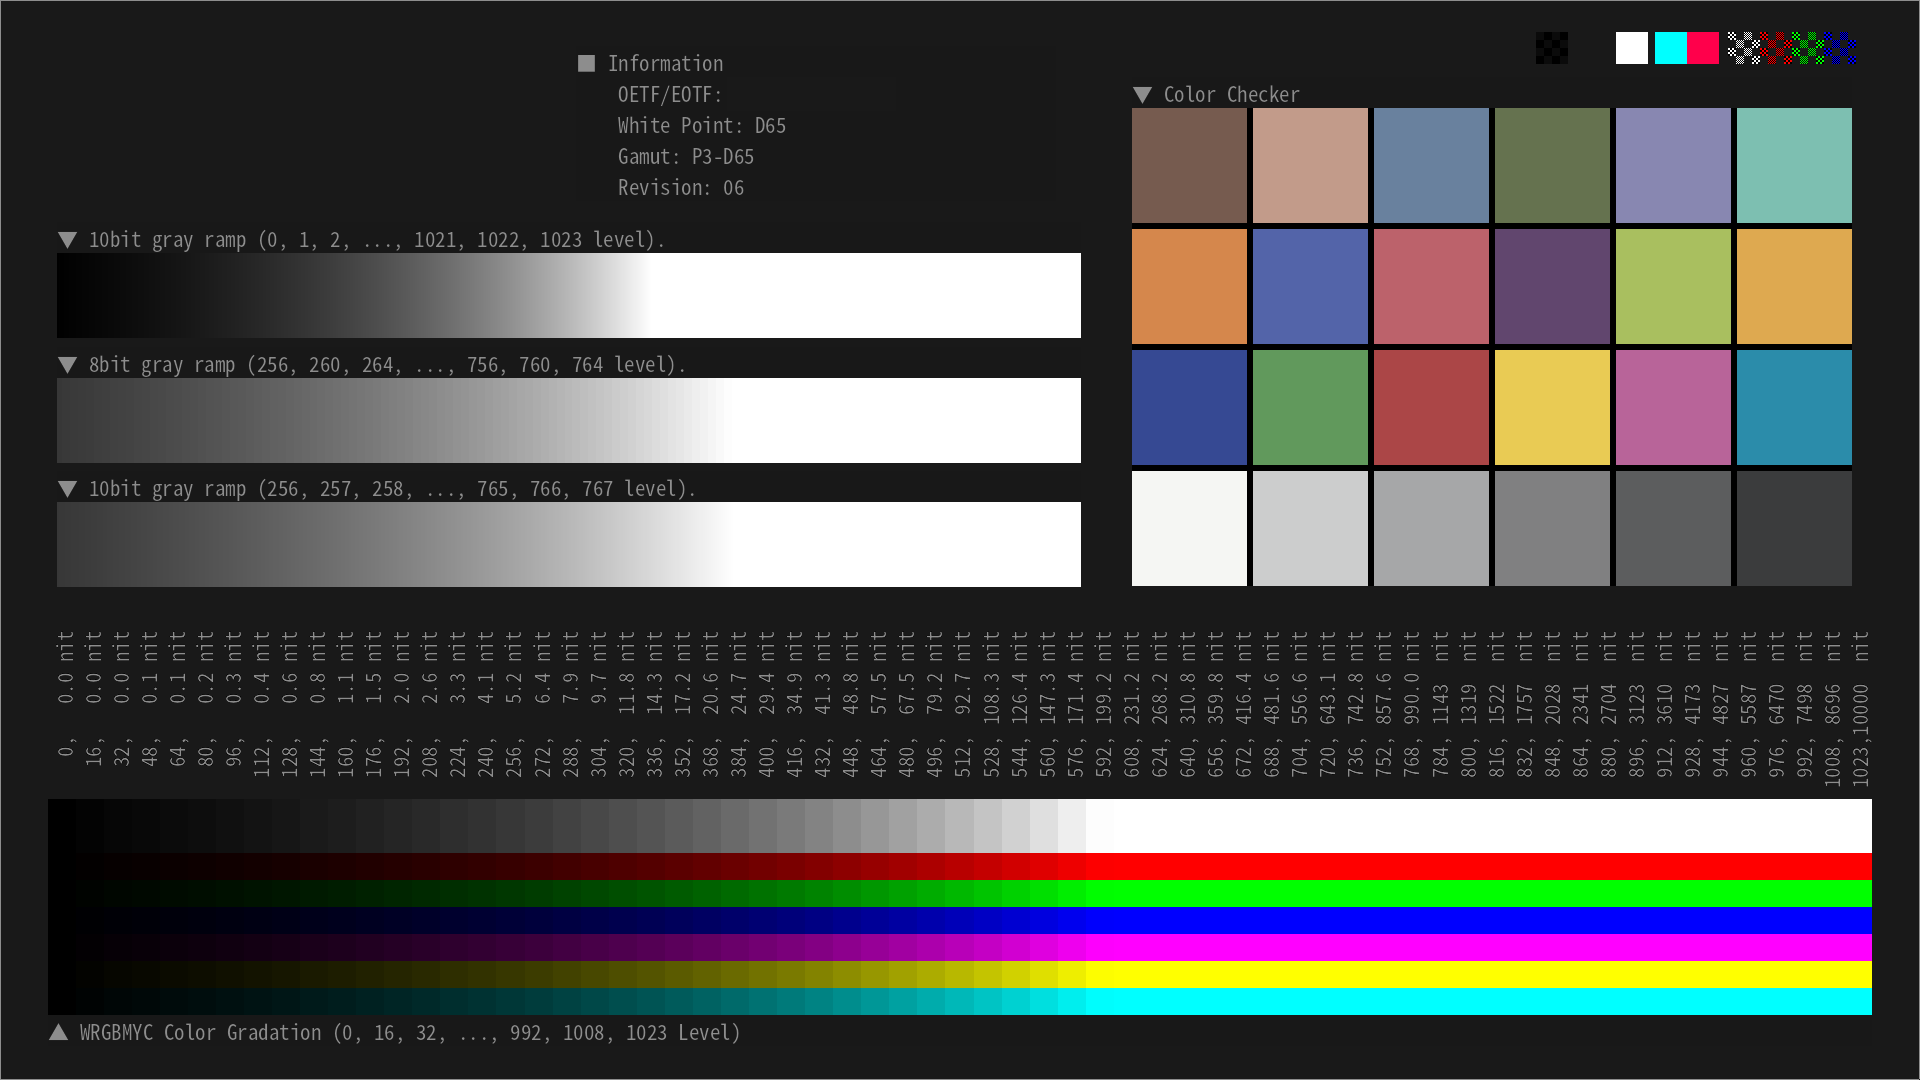 ■ Information
OETF/EOTF:
White Point: D65
Gamut: P3-D65
Revision: 06
▼ Color Checker
▼ 10bit gray ramp (0, 1, 2, ..., 1021, 1022, 1023 level).
▼ 8bit gray ramp (256, 260, 264, ..., 756, 760, 764 level).
▼ 10bit gray ramp (256, 257, 258, ..., 765, 766, 767 level).
0, 0.0 nit
16, 0.0 nit
32, 0.0 nit
48, 0.1 nit
64, 0.1 nit
80, 0.2 nit
96, 0.3 nit
112, 0.4 nit
128, 0.6 nit
144, 0.8 nit
160, 1.1 nit
176, 1.5 nit
192, 2.0 nit
208, 2.6 nit
224, 3.3 nit
240, 4.1 nit
256, 5.2 nit
272, 6.4 nit
288, 7.9 nit
304, 9.7 nit
320, 11.8 nit
336, 14.3 nit
352, 17.2 nit
368, 20.6 nit
384, 24.7 nit
400, 29.4 nit
416, 34.9 nit
432, 41.3 nit
448, 48.8 nit
464, 57.5 nit
480, 67.5 nit
496, 79.2 nit
512, 92.7 nit
528, 108.3 nit
544, 126.4 nit
560, 147.3 nit
576, 171.4 nit
592, 199.2 nit
608, 231.2 nit
624, 268.2 nit
640, 310.8 nit
656, 359.8 nit
672, 416.4 nit
688, 481.6 nit
704, 556.6 nit
720, 643.1 nit
736, 742.8 nit
752, 857.6 nit
768, 990.0 nit
784, 1143 nit
800, 1319 nit
816, 1522 nit
832, 1757 nit
848, 2028 nit
864, 2341 nit
880, 2704 nit
896, 3123 nit
912, 3610 nit
928, 4173 nit
944, 4827 nit
960, 5587 nit
976, 6470 nit
992, 7498 nit
1008, 8696 nit
1023,10000 nit
▲ WRGBMYC Color Gradation (0, 16, 32, ..., 992, 1008, 1023 Level)